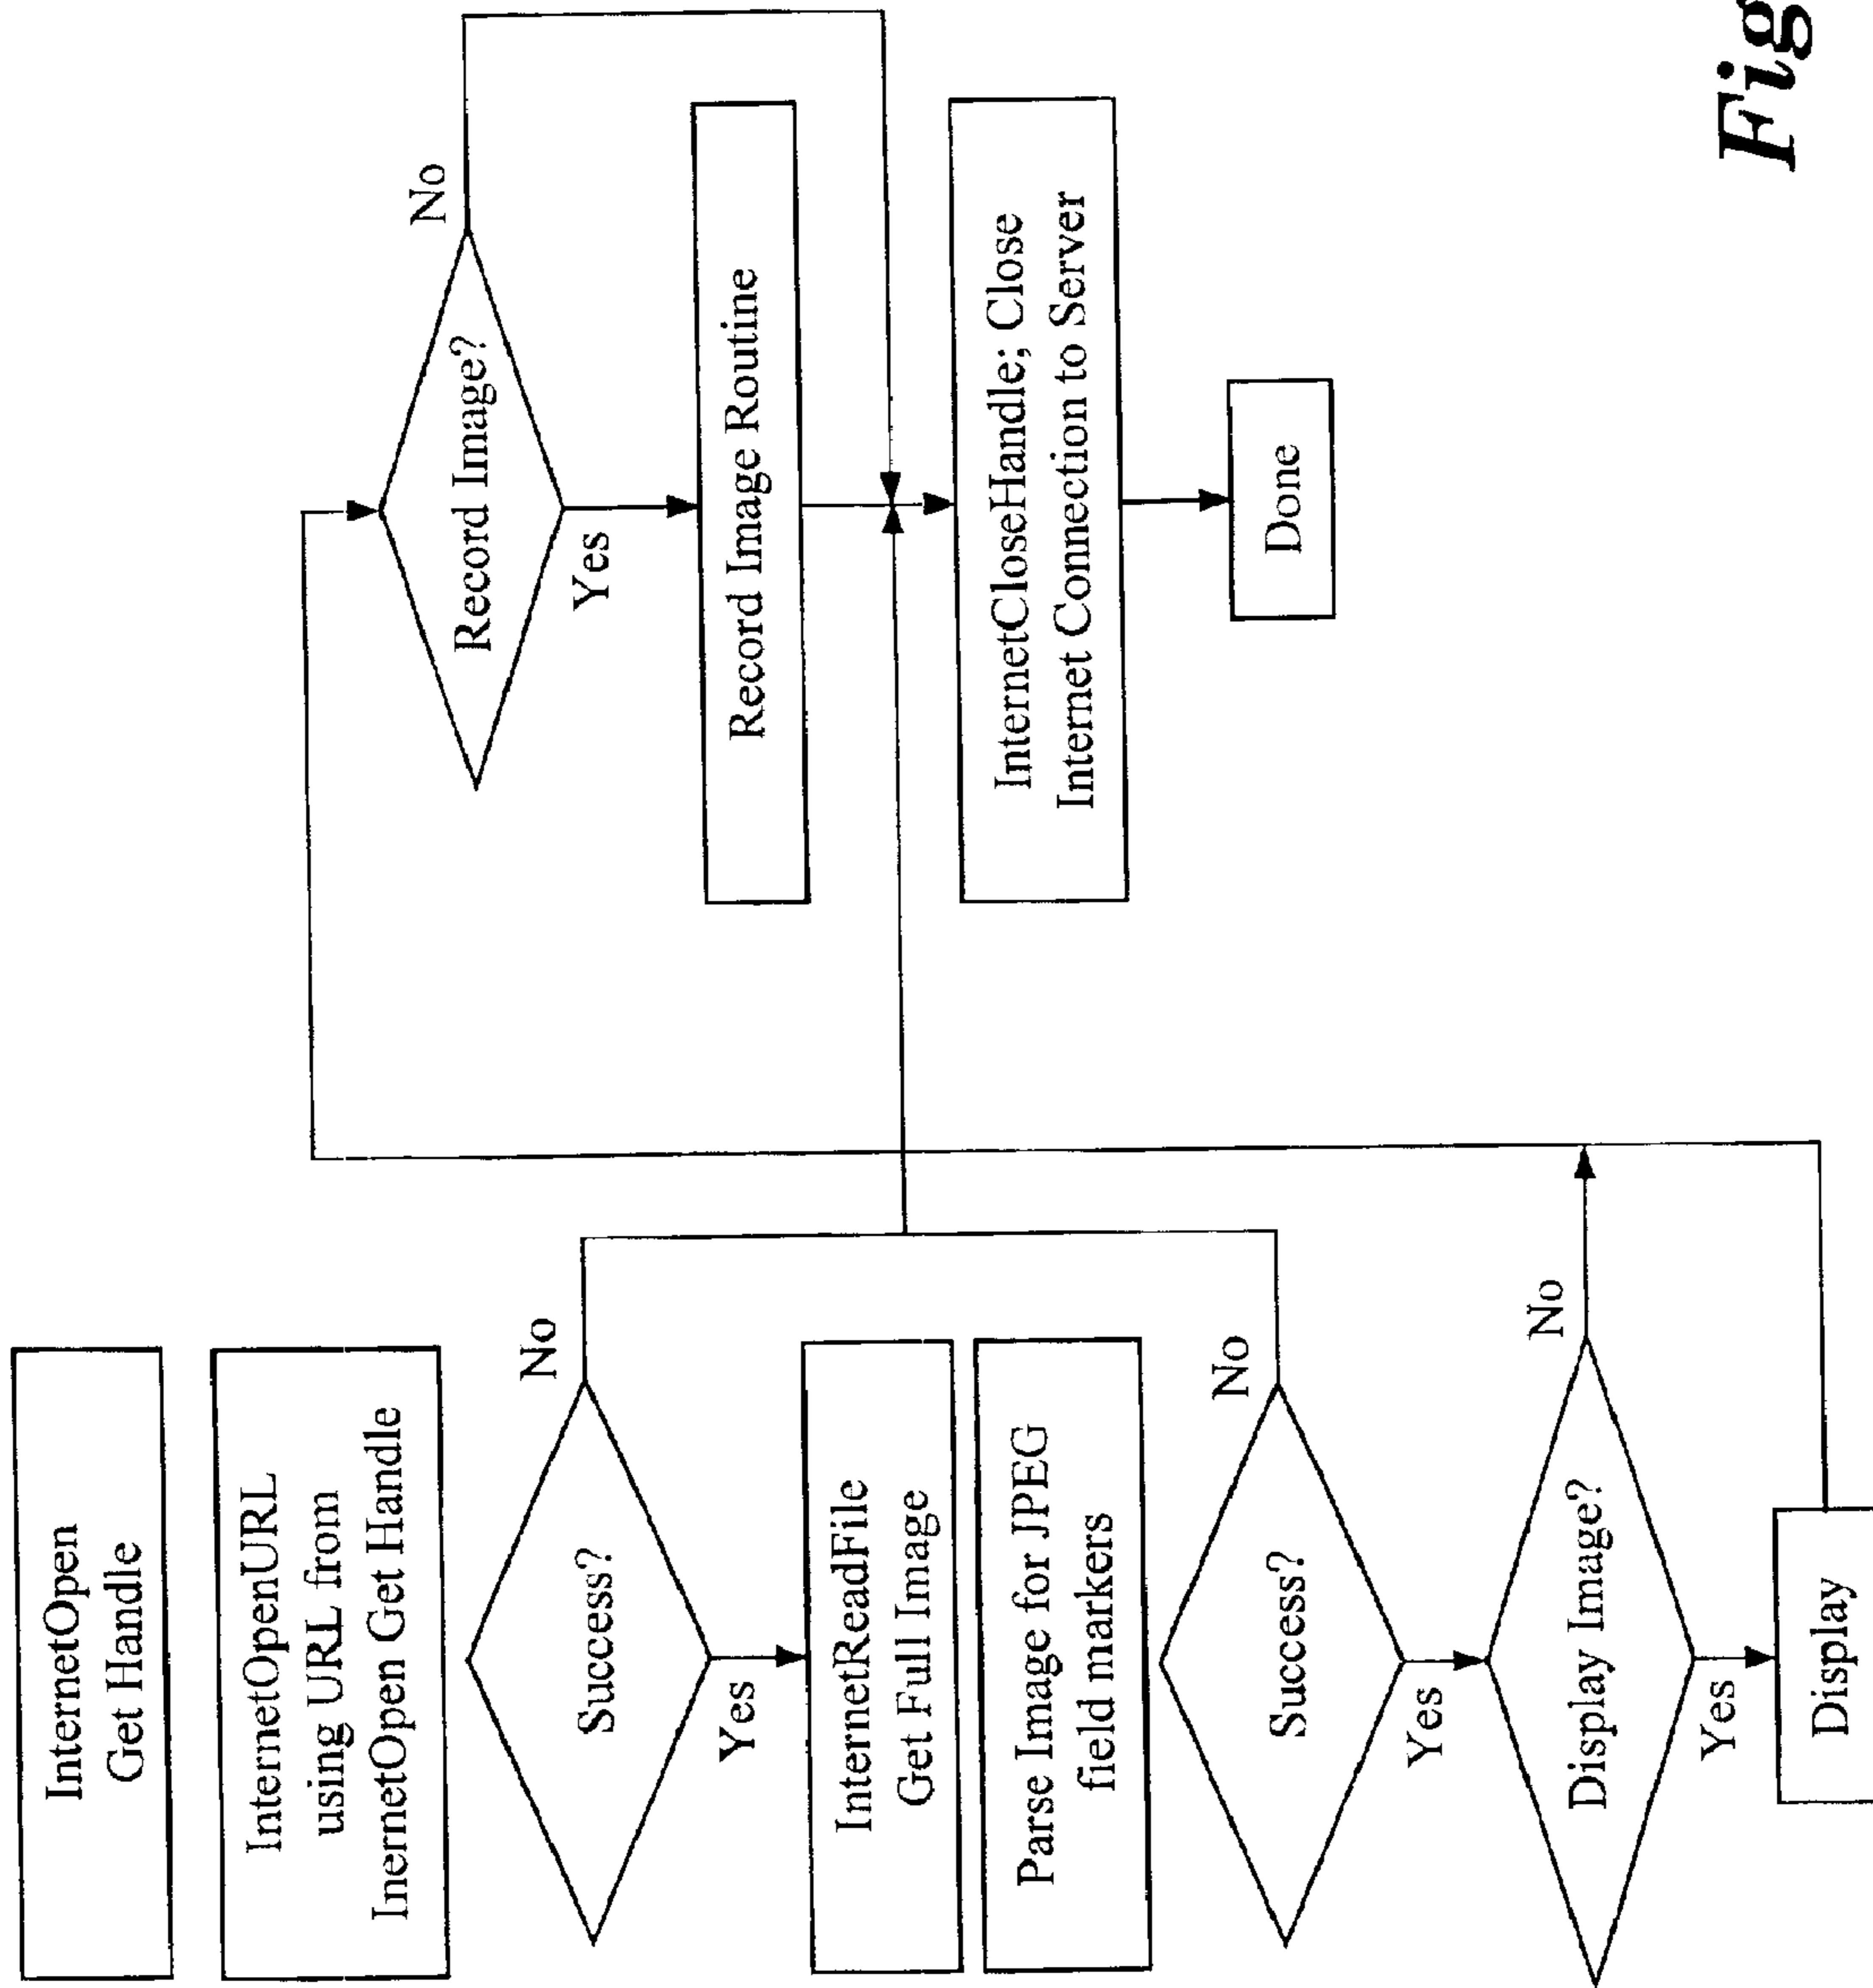 InternetOpen
Get Handle
InternetOpenURL
using URL from
InernetOpen Get Handle
Success?
No
Yes
InternetReadFile
Get Full Image
Parse Image for JPEG
field markers
Success?
No
Yes
Display Image?
No
Yes
Display
Record Image?
No
Yes
Record Image Routine
InternetCloseHandle; Close
Internet Connection to Server
Done
Fig